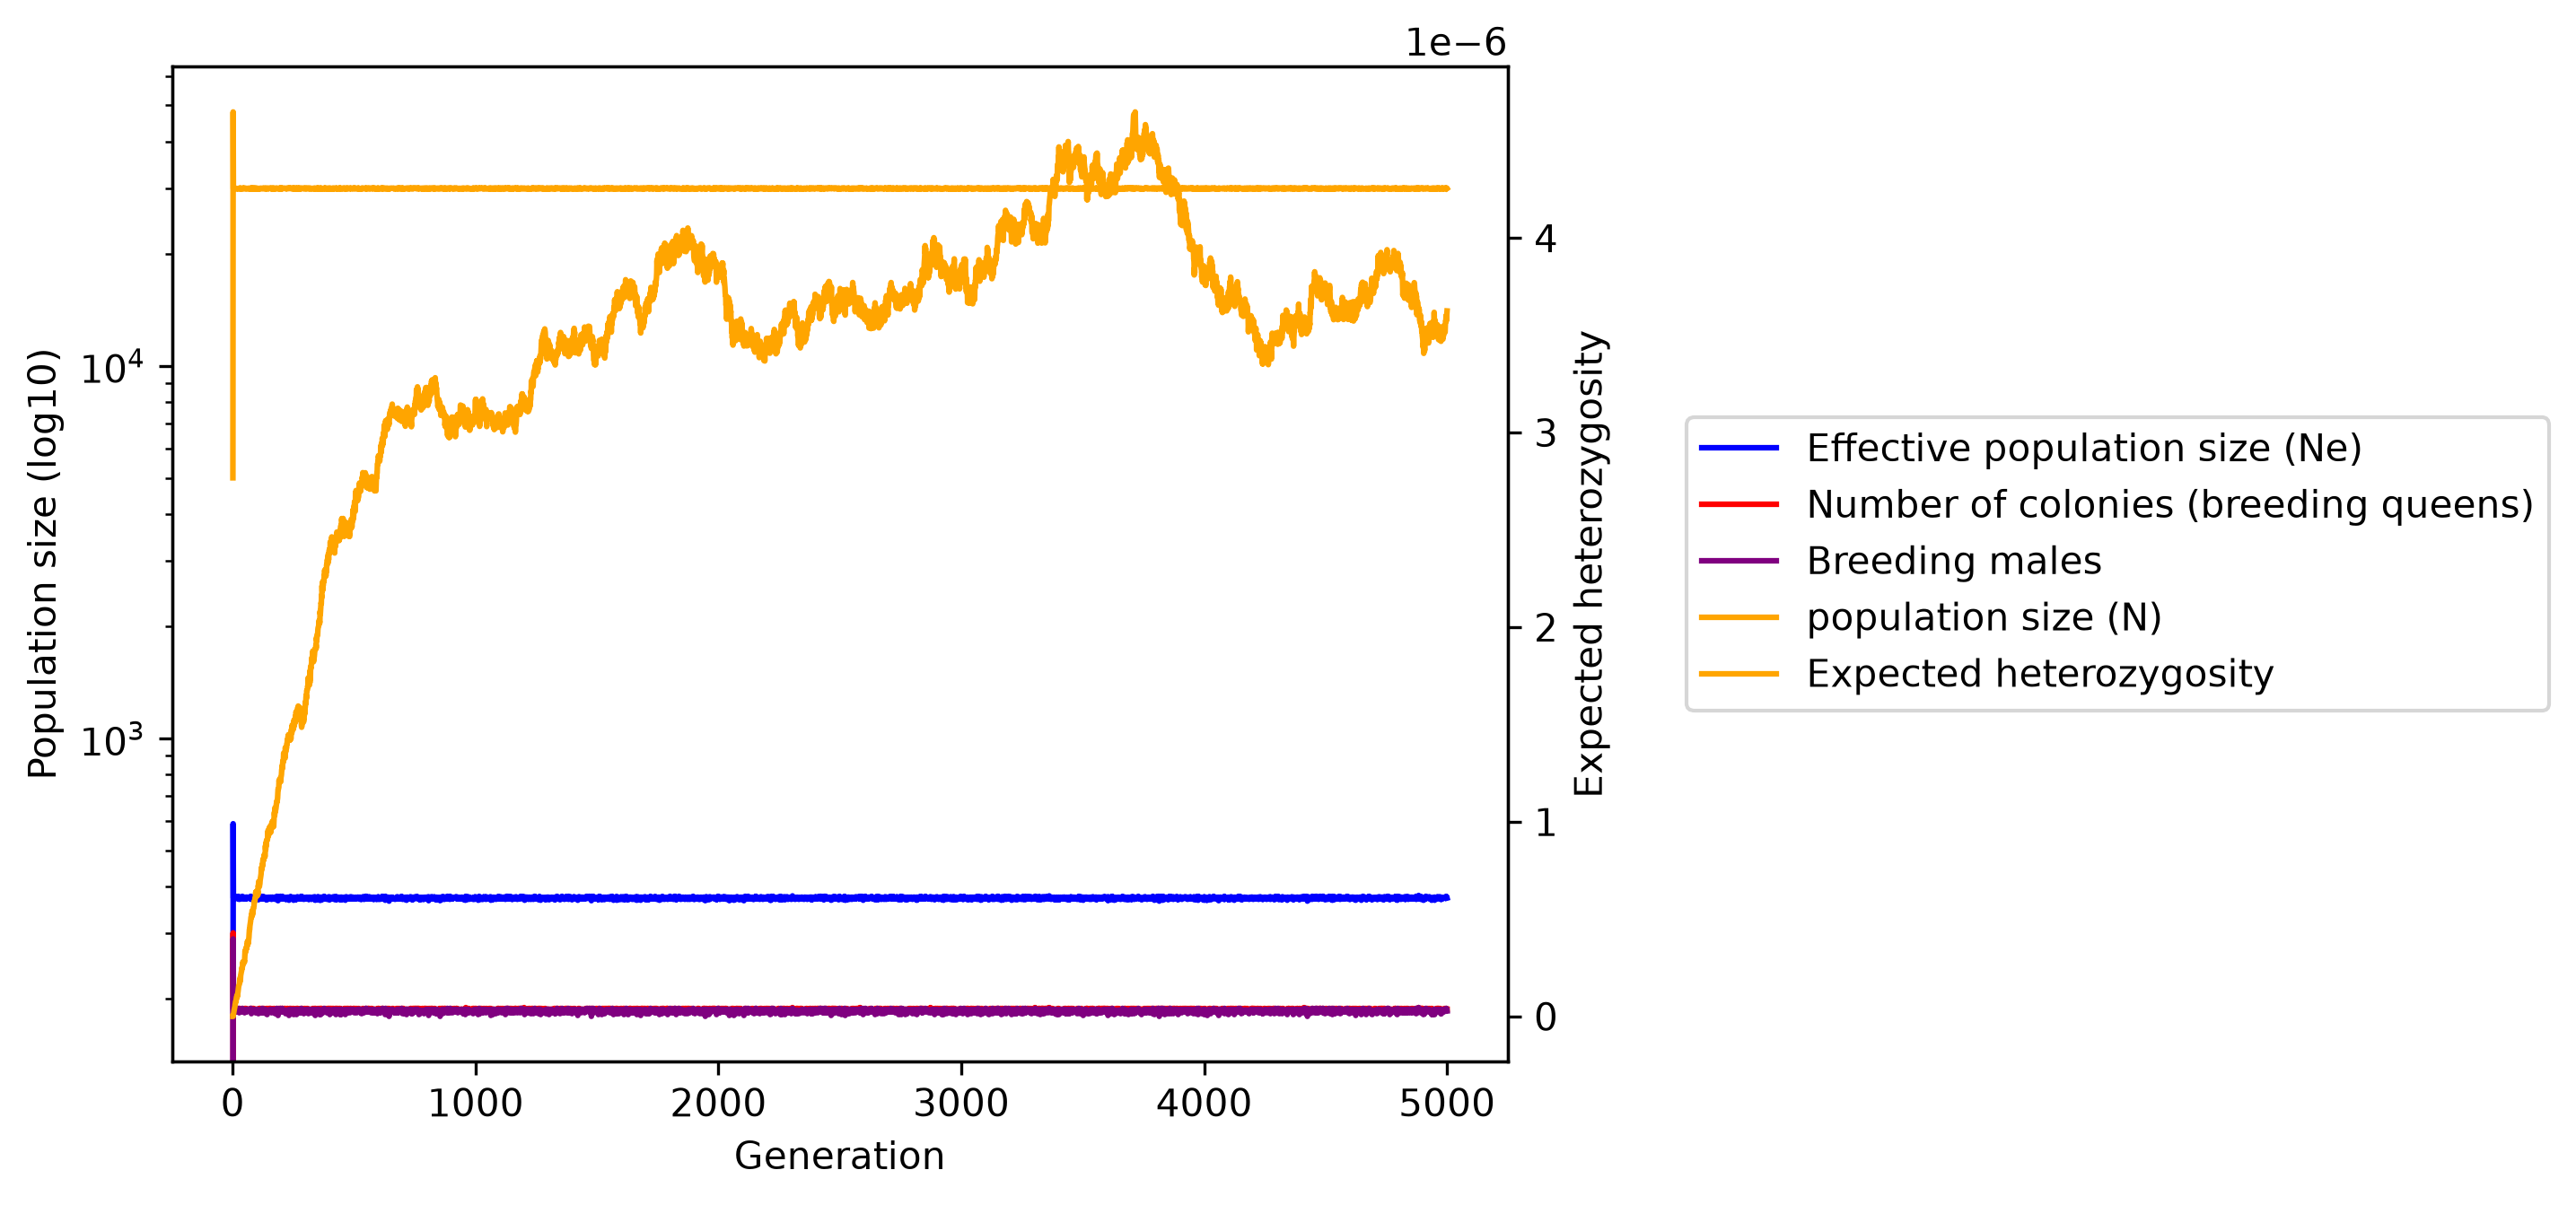 1e−6
Population size (log10)
10⁴
10³
4
3
2
1
0
Expected heterozygosity
0 1000 2000 3000 4000 5000
Generation
Effective population size (Ne)
Number of colonies (breeding queens)
Breeding males
population size (N)
Expected heterozygosity